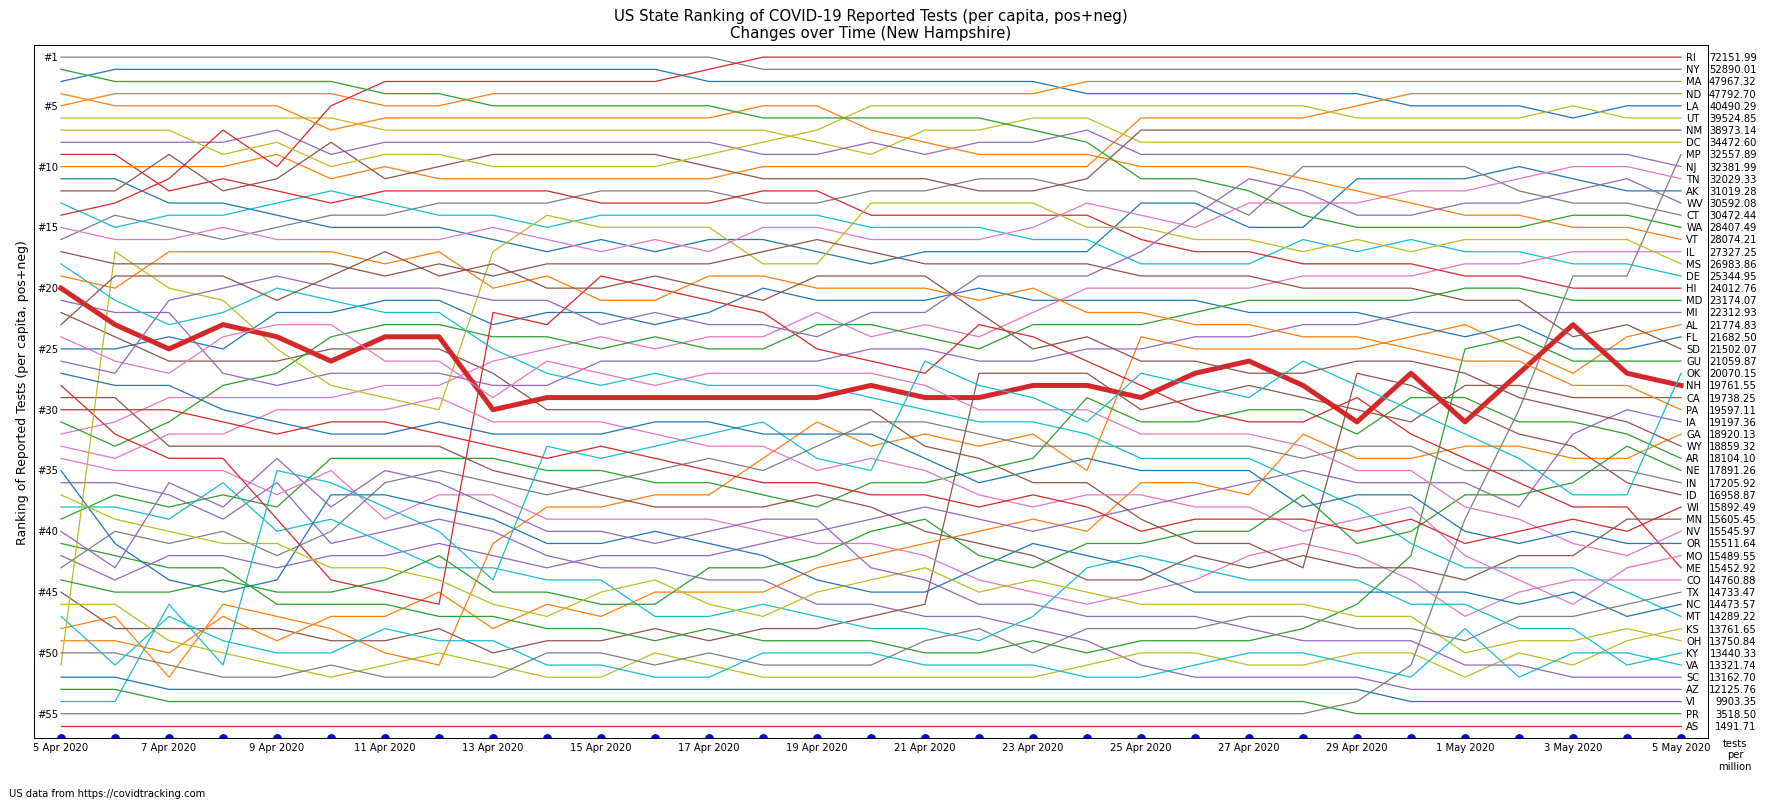 US State Ranking of COVID-19 Reported Tests (per capita, pos+neg)
Changes over Time (New Hampshire)
Ranking of Reported Tests (per capita, pos+neg)
#1
#5
#10
#15
#20
#25
#30
#35
#40
#45
#50
#55
RI 72151.99
NY 52890.01
MA 47967.32
ND 47792.70
LA 40490.29
UT 39524.85
NM 38973.14
DC 34472.60
MP 32557.89
NJ 32381.99
TN 32029.33
AK 31019.28
WV 30592.08
CT 30472.44
WA 28407.49
VT 28074.21
IL 27327.25
MS 26983.86
DE 25344.95
HI 24012.76
MD 23174.07
MI 22312.93
AL 21774.83
FL 21682.50
SD 21502.07
GU 21059.87
OK 20070.15
NH 19761.55
CA 19738.25
PA 19597.11
IA 19197.36
GA 18920.13
WY 18859.32
AR 18104.10
NE 17891.26
IN 17205.92
ID 16958.87
WI 15892.49
MN 15605.45
NV 15545.97
OR 15511.64
MO 15489.55
ME 15452.92
CO 14760.88
TX 14733.47
NC 14473.57
MT 14289.22
KS 13761.65
OH 13750.84
KY 13440.33
VA 13321.74
SC 13162.70
AZ 12125.76
VI 9903.35
PR 3518.50
AS 1491.71
5 Apr 2020 7 Apr 2020 9 Apr 2020 11 Apr 2020 13 Apr 2020 15 Apr 2020 17 Apr 2020 19 Apr 2020 21 Apr 2020 23 Apr 2020 25 Apr 2020 27 Apr 2020 29 Apr 2020 1 May 2020 3 May 2020 5 May 2020
tests
per
million
US data from https://covidtracking.com